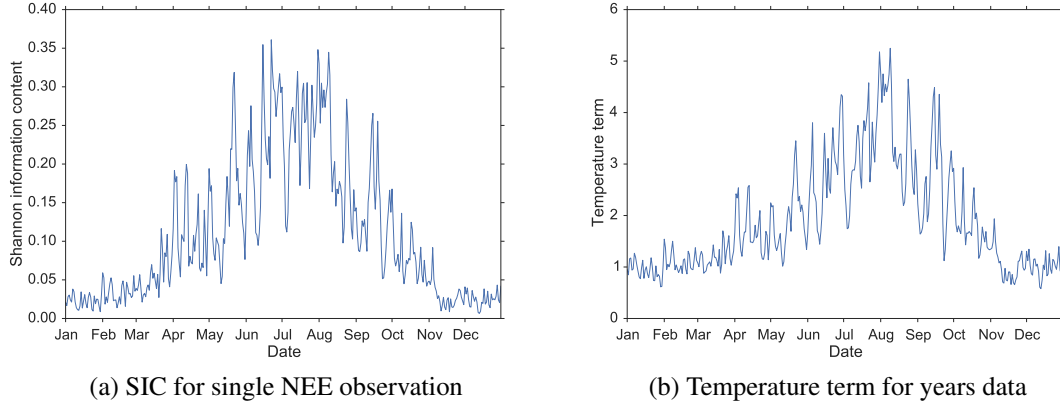 0.40
0.35
0.30
0.25
0.20
0.15
0.10
0.05
0.00
Shannon information content
Jan Feb Mar Apr May Jun Jul Aug Sep Oct Nov Dec
Date
(a) SIC for single NEE observation
6
5
4
3
2
1
0
Temperature term
Jan Feb Mar Apr May Jun Jul Aug Sep Oct Nov Dec
Date
(b) Temperature term for years data